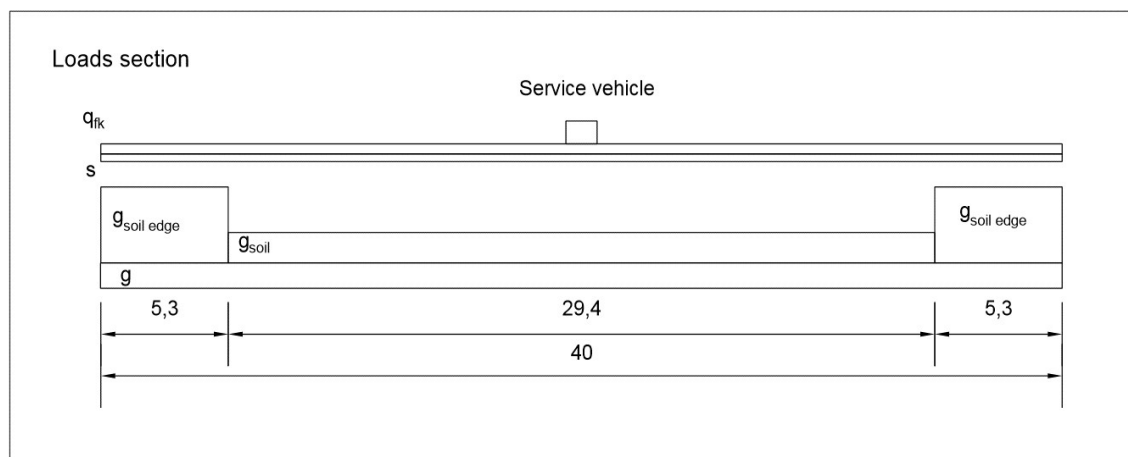 Loads section
Service vehicle
qfk
s
gsoil edge
gsoil edge
gsoil
g
5,3
29,4
5,3
40